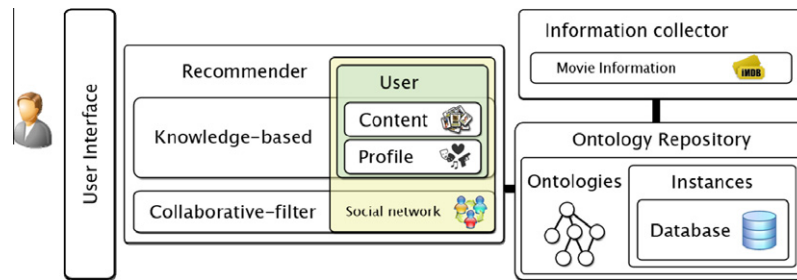 User Interface
Recommender
User
Content
Profile
Knowledge-based
Collaborative-filter
Social network
Information collector
Movie Information
IMDB
Ontology Repository
Ontologies
Instances
Database